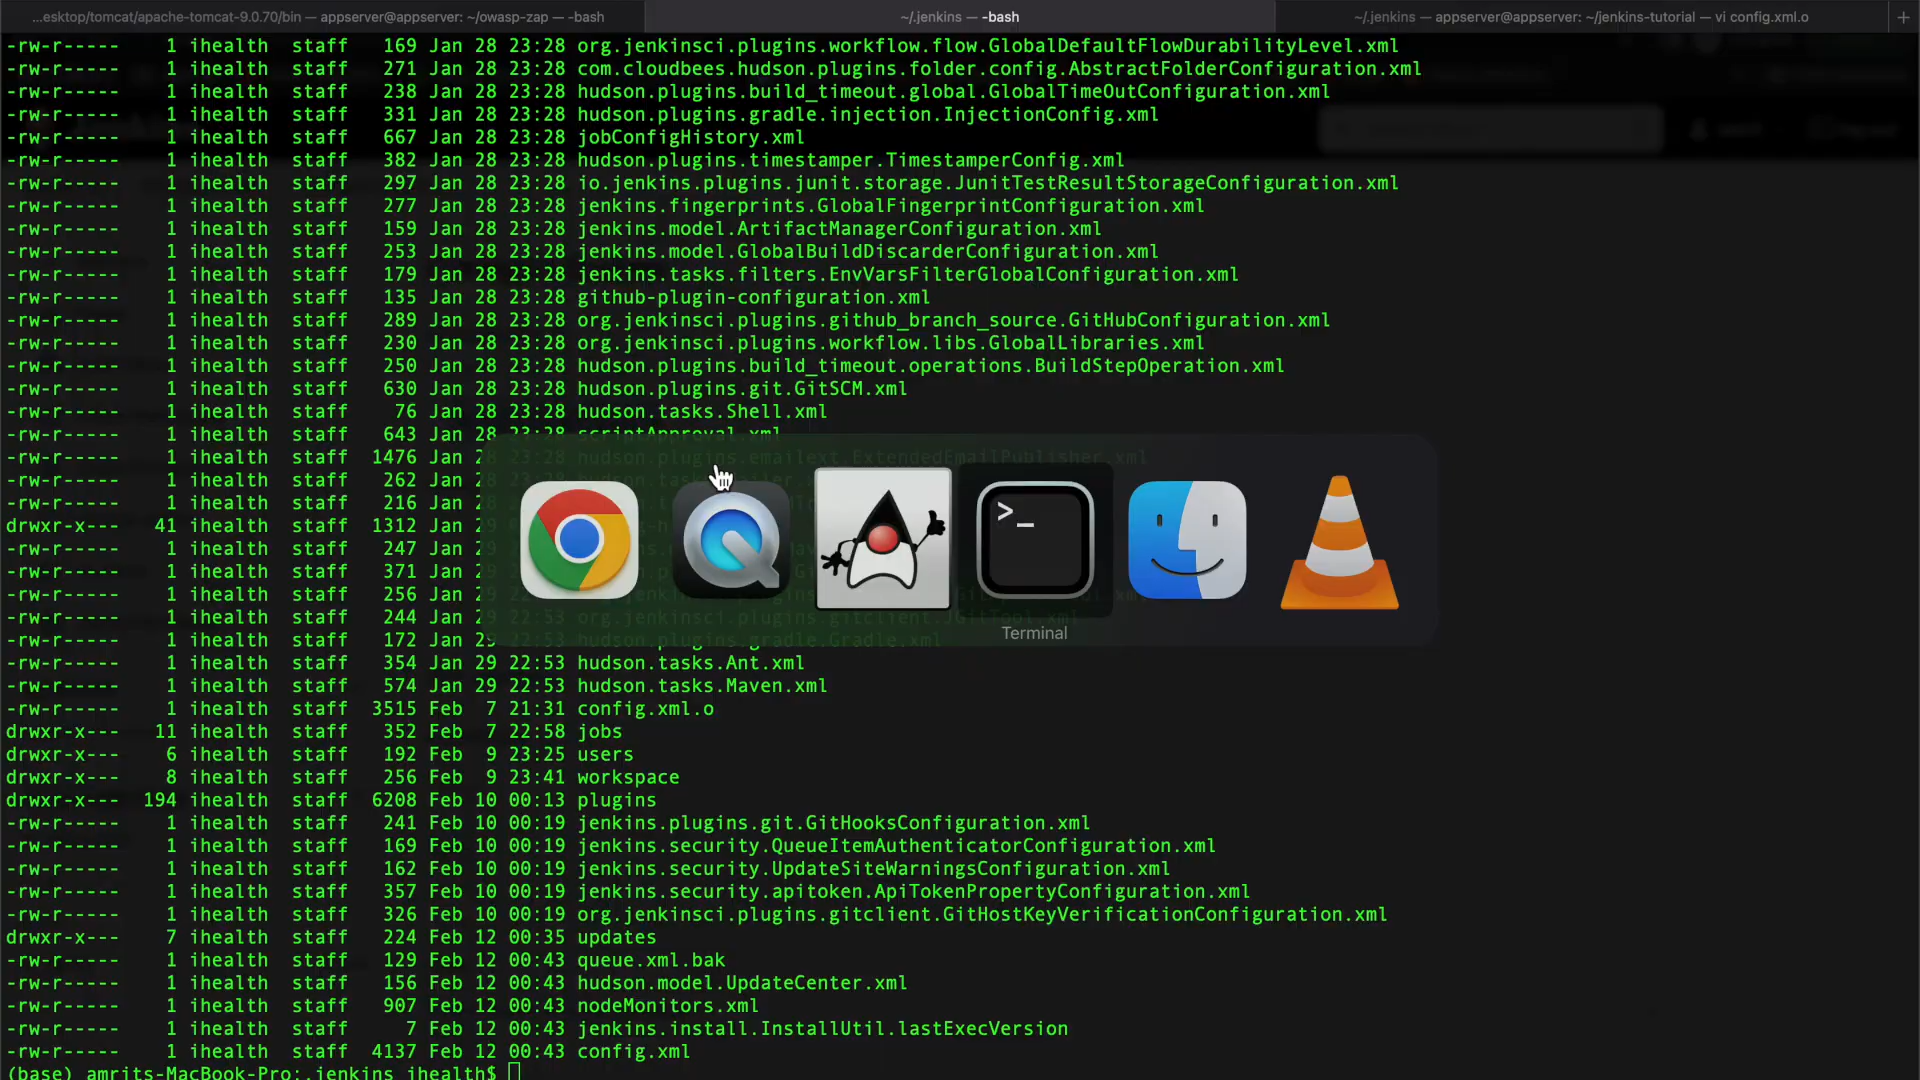 ...esktop/tomcat/apache-tomcat-9.0.70/bin — appserver@appserver: ~/owasp-zap — -bash
~/.jenkins — -bash
~/.jenkins — appserver@appserver: ~/jenkins-tutorial — vi config.xml.o
-rw-r----- 1 ihealth staff 169 Jan 28 23:28 org.jenkinsci.plugins.workflow.flow.GlobalDefaultFlowDurabilityLevel.xml
-rw-r----- 1 ihealth staff 271 Jan 28 23:28 com.cloudbees.hudson.plugins.folder.config.AbstractFolderConfiguration.xml
-rw-r----- 1 ihealth staff 238 Jan 28 23:28 hudson.plugins.build_timeout.global.GlobalTimeOutConfiguration.xml
-rw-r----- 1 ihealth staff 331 Jan 28 23:28 hudson.plugins.gradle.injection.InjectionConfig.xml
-rw-r----- 1 ihealth staff 667 Jan 28 23:28 jobConfigHistory.xml
-rw-r----- 1 ihealth staff 382 Jan 28 23:28 hudson.plugins.timestamper.TimestamperConfig.xml
-rw-r----- 1 ihealth staff 297 Jan 28 23:28 io.jenkins.plugins.junit.storage.JunitTestResultStorageConfiguration.xml
-rw-r----- 1 ihealth staff 277 Jan 28 23:28 jenkins.fingerprints.GlobalFingerprintConfiguration.xml
-rw-r----- 1 ihealth staff 159 Jan 28 23:28 jenkins.model.ArtifactManagerConfiguration.xml
-rw-r----- 1 ihealth staff 253 Jan 28 23:28 jenkins.model.GlobalBuildDiscarderConfiguration.xml
-rw-r----- 1 ihealth staff 179 Jan 28 23:28 jenkins.tasks.filters.EnvVarsFilterGlobalConfiguration.xml
-rw-r----- 1 ihealth staff 135 Jan 28 23:28 github-plugin-configuration.xml
-rw-r----- 1 ihealth staff 289 Jan 28 23:28 org.jenkinsci.plugins.github_branch_source.GitHubConfiguration.xml
-rw-r----- 1 ihealth staff 230 Jan 28 23:28 org.jenkinsci.plugins.workflow.libs.GlobalLibraries.xml
-rw-r----- 1 ihealth staff 250 Jan 28 23:28 hudson.plugins.build_timeout.operations.BuildStepOperation.xml
-rw-r----- 1 ihealth staff 630 Jan 28 23:28 hudson.plugins.git.GitSCM.xml
-rw-r----- 1 ihealth staff 76 Jan 28 23:28 hudson.tasks.Shell.xml
-rw-r----- 1 ihealth staff 643 Jan 28 23:28 scriptApproval.xml
-rw-r----- 1 ihealth staff 1476 Jan 2 23:28 hudson.plugins.emailext.ExtendedEmailPublisher.xml
-rw-r----- 1 ihealth staff 262 Jan 2
-rw-r----- 1 ihealth staff 216 Jan 2
drwxr-x--- 41 ihealth staff 1312 Jan 2
-rw-r----- 1 ihealth staff 247 Jan 2
-rw-r----- 1 ihealth staff 371 Jan 2
-rw-r----- 1 ihealth staff 256 Jan 2
-rw-r----- 1 ihealth staff 244 Jan 2 22:53 org.jenkinsci.plugins.gitclient.JGitTool.xml
-rw-r----- 1 ihealth staff 172 Jan 29 22:53 hudson.plugins.gradle.Gradle.xml
-rw-r----- 1 ihealth staff 354 Jan 29 22:53 hudson.tasks.Ant.xml
-rw-r----- 1 ihealth staff 574 Jan 29 22:53 hudson.tasks.Maven.xml
-rw-r----- 1 ihealth staff 3515 Feb 7 21:31 config.xml.o
drwxr-x--- 11 ihealth staff 352 Feb 7 22:58 jobs
drwxr-x--- 6 ihealth staff 192 Feb 9 23:25 users
drwxr-x--- 8 ihealth staff 256 Feb 9 23:41 workspace
drwxr-x--- 194 ihealth staff 6208 Feb 10 00:13 plugins
-rw-r----- 1 ihealth staff 241 Feb 10 00:19 jenkins.plugins.git.GitHooksConfiguration.xml
-rw-r----- 1 ihealth staff 169 Feb 10 00:19 jenkins.security.QueueItemAuthenticatorConfiguration.xml
-rw-r----- 1 ihealth staff 162 Feb 10 00:19 jenkins.security.UpdateSiteWarningsConfiguration.xml
-rw-r----- 1 ihealth staff 357 Feb 10 00:19 jenkins.security.apitoken.ApiTokenPropertyConfiguration.xml
-rw-r----- 1 ihealth staff 326 Feb 10 00:19 org.jenkinsci.plugins.gitclient.GitHostKeyVerificationConfiguration.xml
drwxr-x--- 7 ihealth staff 224 Feb 12 00:35 updates
-rw-r----- 1 ihealth staff 129 Feb 12 00:43 queue.xml.bak
-rw-r----- 1 ihealth staff 156 Feb 12 00:43 hudson.model.UpdateCenter.xml
-rw-r----- 1 ihealth staff 907 Feb 12 00:43 nodeMonitors.xml
-rw-r----- 1 ihealth staff 7 Feb 12 00:43 jenkins.install.InstallUtil.lastExecVersion
-rw-r----- 1 ihealth staff 4137 Feb 12 00:43 config.xml
(base) amrits-MacBook-Pro:.jenkins ihealth$
>_
Terminal